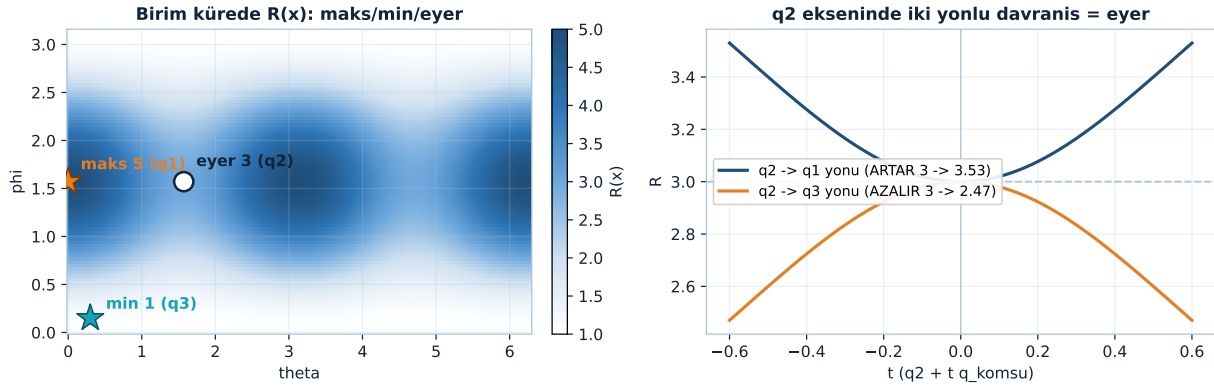 Birim kürede R(x): maks/min/eyer
phi
3.0
2.5
2.0
1.5
1.0
0.5
0.0
maks 5 (q1)
eyer 3 (q2)
min 1 (q3)
0
1
2
3
4
5
6
theta
5.0
4.5
4.0
3.5
3.0
2.5
2.0
1.5
1.0
R(x)
q2 ekseninde iki yonlu davranis = eyer
R
3.4
3.2
3.0
2.8
2.6
q2 -> q1 yonu (ARTAR 3 -> 3.53)
q2 -> q3 yonu (AZALIR 3 -> 2.47)
−0.6
−0.4
−0.2
0.0
0.2
0.4
0.6
t (q2 + t q_komsu)